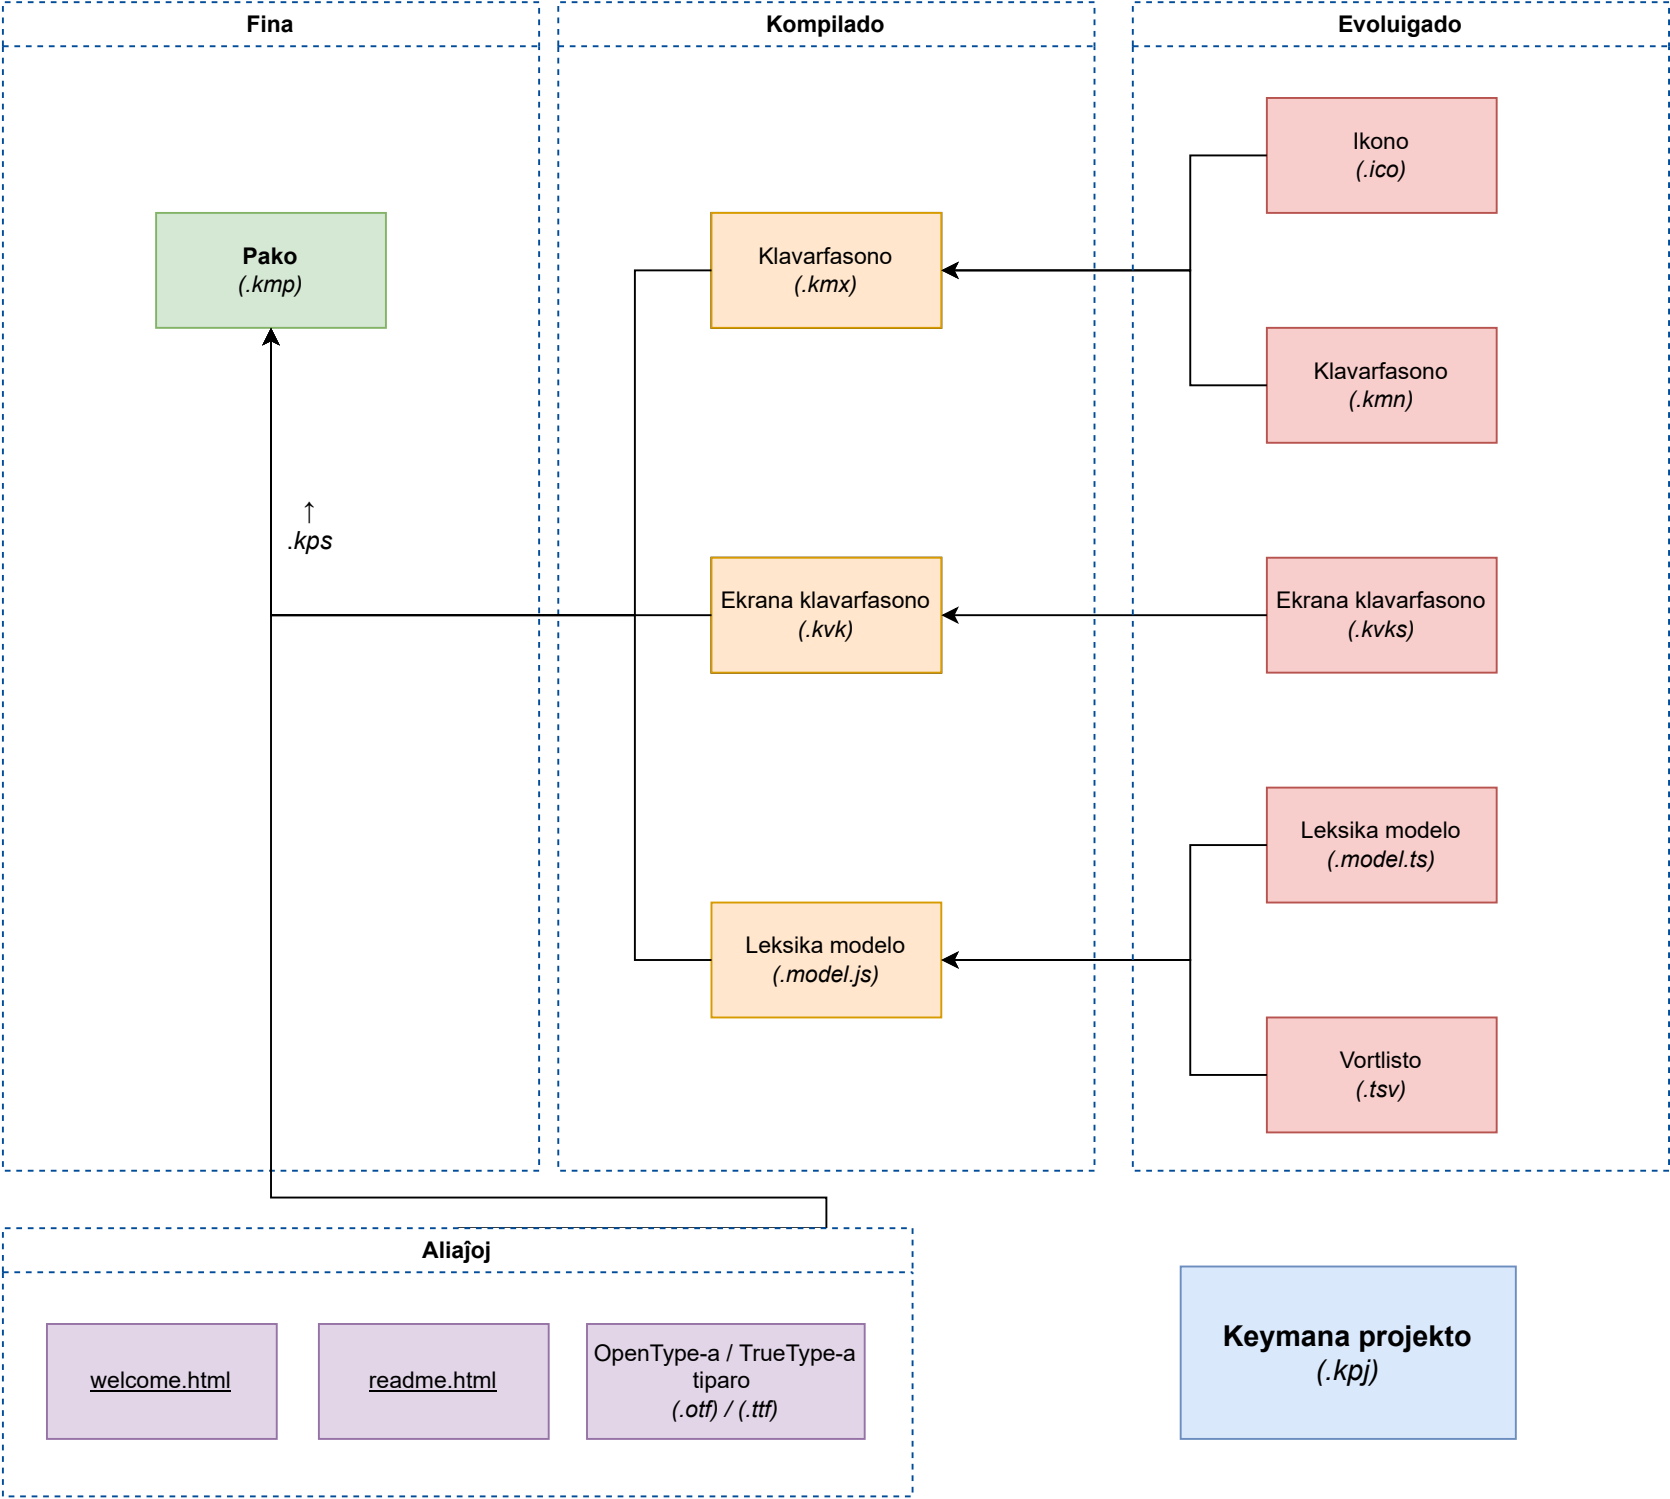 Fina
Pako
(.kmp)
↑
.kps
Kompilado
Klavarfasono
(.kmx)
Ekrana klavarfasono
(.kvk)
Leksika modelo
(.model.js)
Evoluigado
Ikono
(.ico)
Klavarfasono
(.kmn)
Ekrana klavarfasono
(.kvks)
Leksika modelo
(.model.ts)
Vortlisto
(.tsv)
Aliaĵoj
welcome.html
readme.html
OpenType-a / TrueType-a
tiparo
(.otf) / (.ttf)
Keymana projekto
(.kpj)